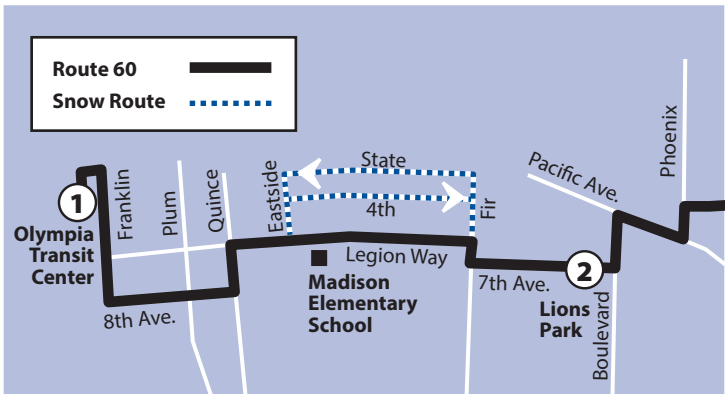 Route 60
Snow Route
1
Olympia
Transit
Center
Franklin
Plum
Quince
8th Ave.
Eastside
State
4th
Fir
Legion Way
Madison
Elementary
School
7th Ave.
2
Lions
Park
Boulevard
Pacific Ave.
Phoenix